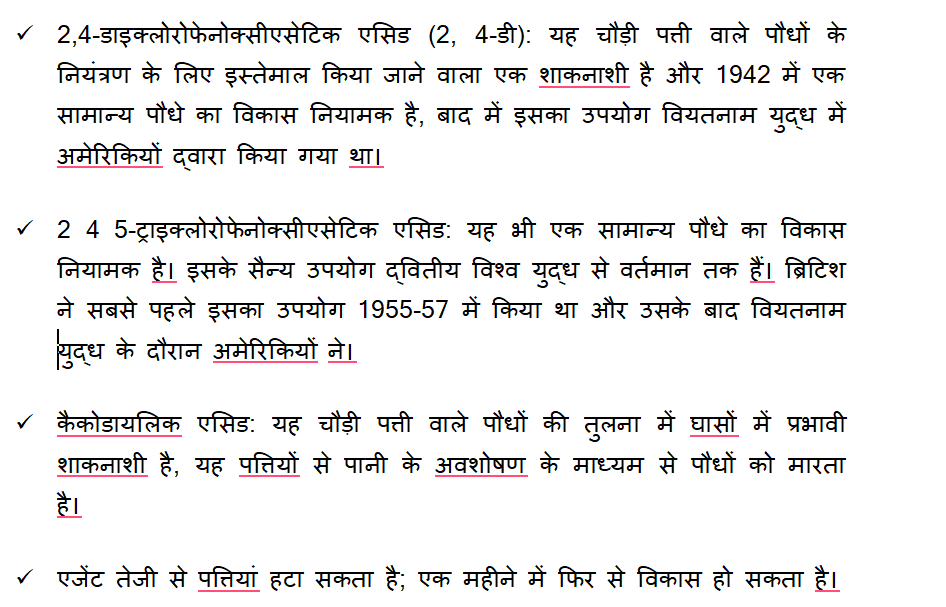 ✓ 2,4-डाइक्लोरोफेनोक्सीएसेटिक एसिड (2, 4-डी): यह चौड़ी पत्ती वाले पौधों के
नियंत्रण के लिए इस्तेमाल किया जाने वाला एक शाकनाशी है और 1942 में एक
सामान्य पौधे का विकास नियामक है, बाद में इसका उपयोग वियतनाम युद्ध में
अमेरिकियों द्वारा किया गया था।
✓ 2 4 5-ट्राइक्लोरोफेनोक्सीएसेटिक एसिड: यह भी एक सामान्य पौधे का विकास
नियामक है। इसके सैन्य उपयोग द्वितीय विश्व युद्ध से वर्तमान तक हैं। ब्रिटिश
ने सबसे पहले इसका उपयोग 1955-57 में किया था और उसके बाद वियतनाम
युद्ध के दौरान अमेरिकियों ने।
✓ कैकोडायलिक एसिड: यह चौड़ी पत्ती वाले पौधों की तुलना में घासों में प्रभावी
शाकनाशी है, यह पत्तियों से पानी के अवशोषण के माध्यम से पौधों को मारता
है।
✓ एजेंट तेजी से पत्तियां हटा सकता है; एक महीने में फिर से विकास हो सकता है।